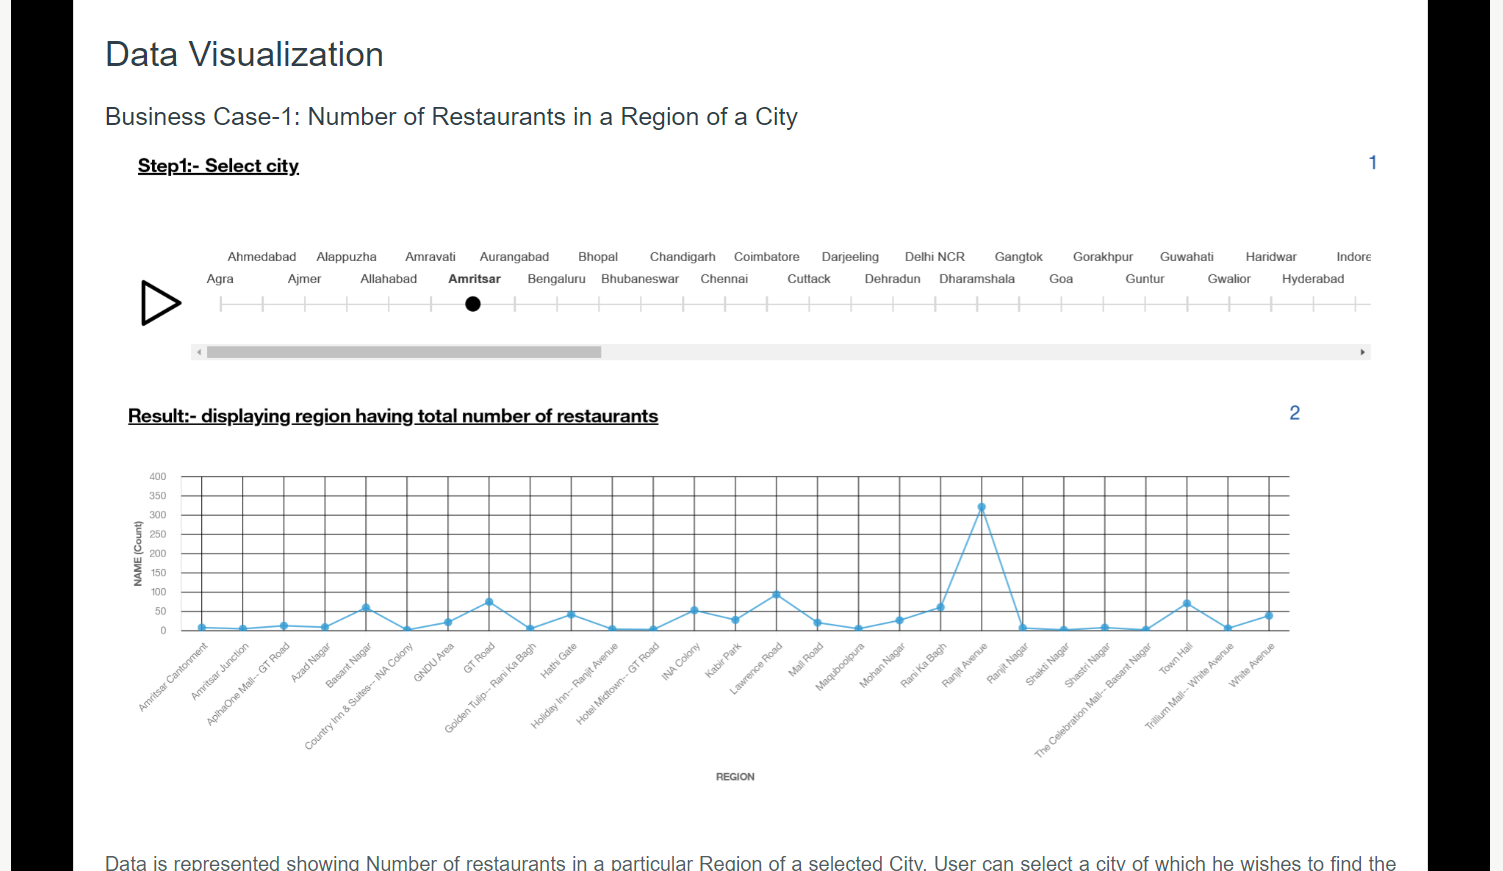 Data Visualization
Business Case-1: Number of Restaurants in a Region of a City
Step1:- Select city
1
Ahmedabad Alappuzha Amravati Aurangabad Bhopal Chandigarh Coimbatore Darjeeling Delhi NCR Gangtok Gorakhpur Guwahati Haridwar Indore
Agra Ajmer Allahabad Amritsar Bengaluru Bhubaneswar Chennai Cuttack Dehradun Dharamshala Goa Guntur Gwalior Hyderabad
Result:- displaying region having total number of restaurants
2
NAME (Count)
400
350
300
250
200
150
100
50
0
Amritsar Cantonment
Amritsar Junction
AplhaOne Mall-- GT Road
Azad Nagar
Basant Nagar
Country Inn & Suites-- INA Colony
GNDU Area
GT Road
Golden Tulip-- Rani Ka Bagh
Hathi Gate
Holiday Inn-- Ranjit Avenue
Hotel Midtown-- GT Road
INA Colony
Kabir Park
Lawrence Road
Mall Road
Maqboolpura
Mohan Nagar
Rani Ka Bagh
Ranjit Avenue
Ranjit Nagar
Shakti Nagar
Shastri Nagar
The Celebration Mall-- Basant Nagar
Town Hall
Trillium Mall-- White Avenue
White Avenue
REGION
Data is represented showing Number of restaurants in a particular Region of a selected City. User can select a city of which he wishes to find the